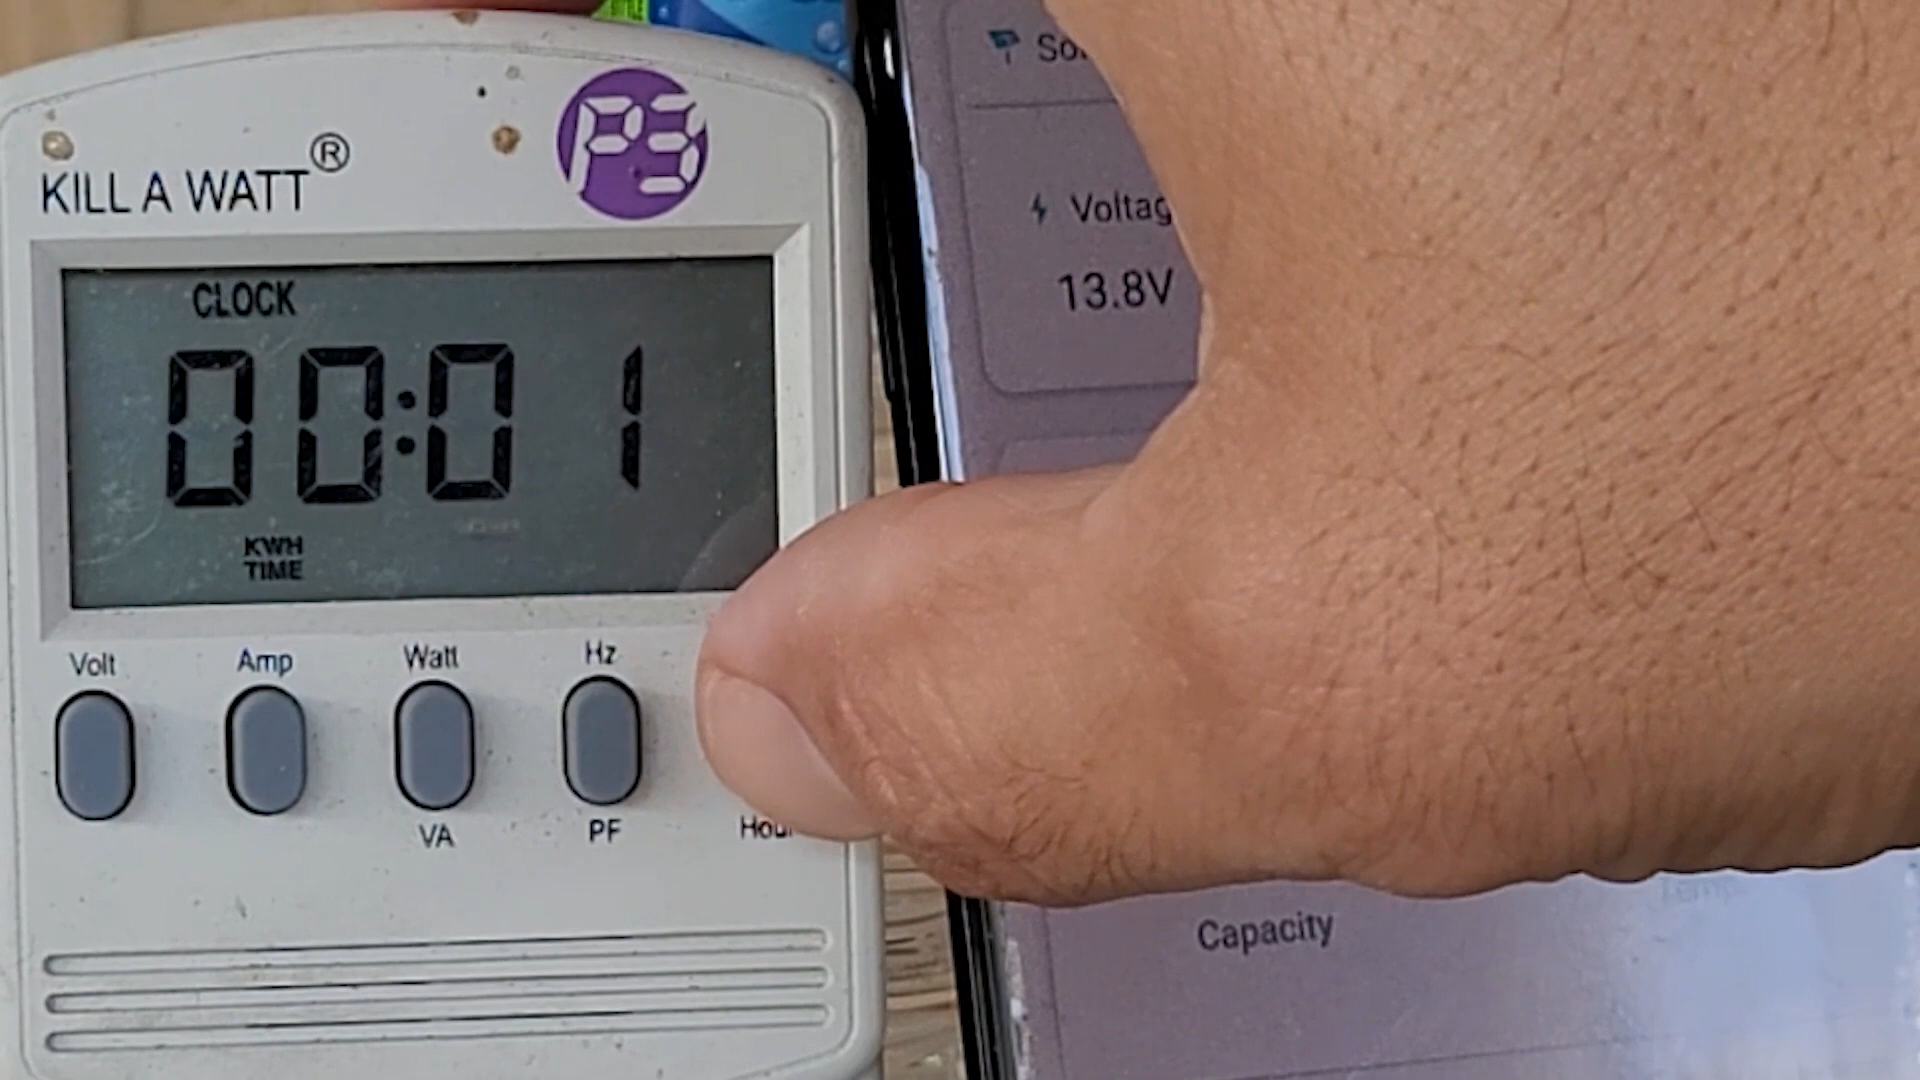 KILL A WATT®
P3
CLOCK
00:01
KWH
TIME
Volt
Amp
Watt
Hz
VA
PF
Voltag
13.8V
Capacity